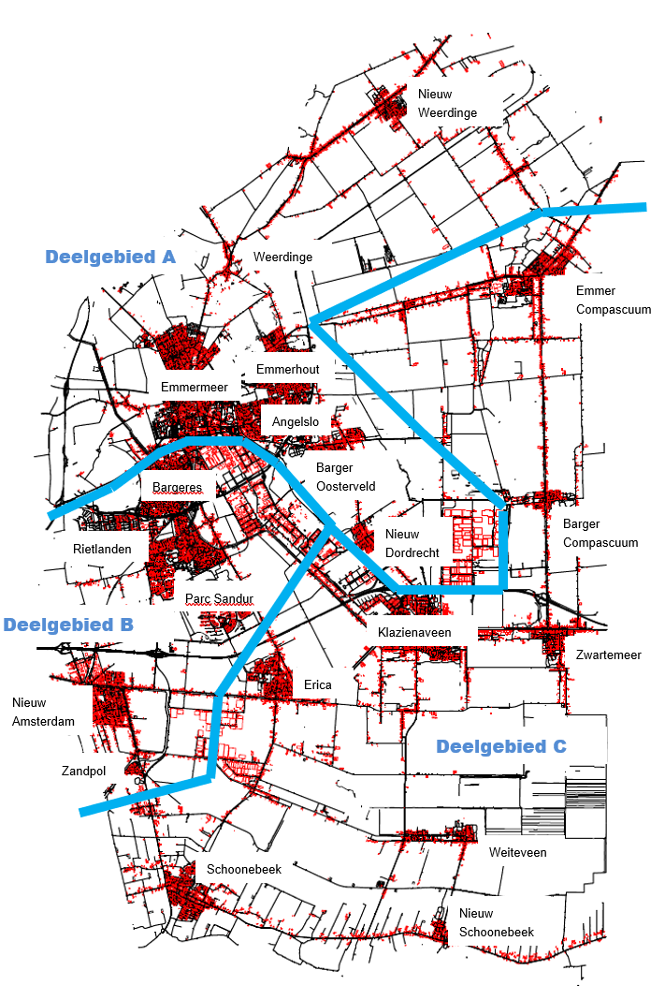 Nieuw
Weerdinge
Deelgebied A
Weerdinge
Emmer
Compascuum
Emmerhout
Emmermeer
Angelslo
Barger
Oosterveld
Bargeres
Barger
Compascuum
Nieuw
Dordrecht
Rietlanden
Parc Sandur
Deelgebied B
Klazienaveen
Zwartemeer
Erica
Nieuw
Amsterdam
Deelgebied C
Zandpol
Weiteveen
Schoonebeek
Nieuw
Schoonebeek